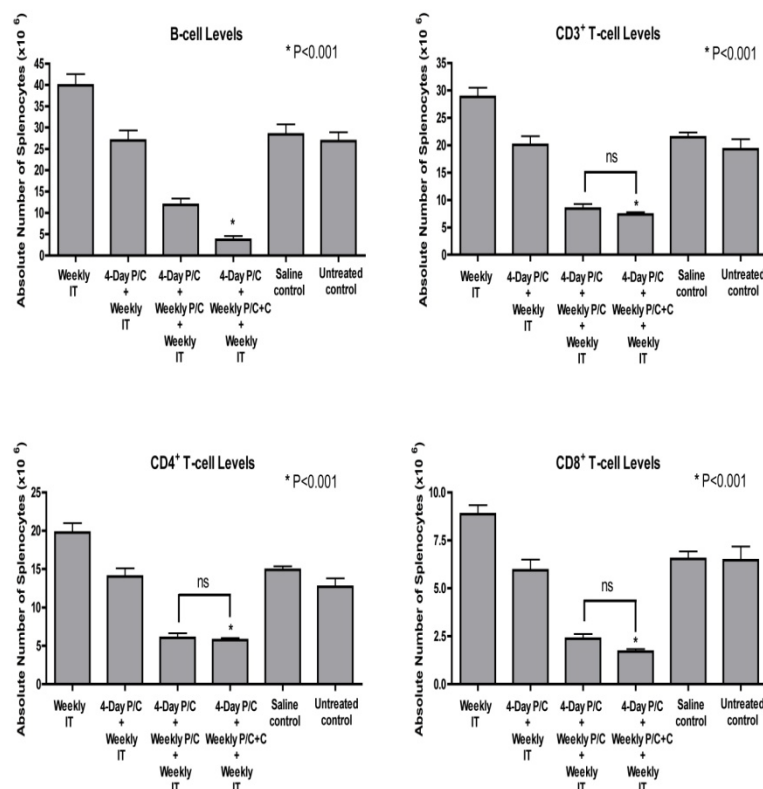 B-cell Levels
* P<0.001
Absolute Number of Splenocytes (x10 6)
45
40
35
30
25
20
15
10
5
0
*
Weekly
IT
4-Day P/C
+
Weekly
IT
4-Day P/C
+
Weekly P/C
+
Weekly
IT
4-Day P/C
+
Weekly P/C+C
+
Weekly
IT
Saline
control
Untreated
control
CD3+ T-cell Levels
* P<0.001
Absolute Number of Splenocytes (x10 6)
35
30
25
20
15
10
5
0
ns
*
Weekly
IT
4-Day P/C
+
Weekly
IT
4-Day P/C
+
Weekly P/C
+
Weekly
IT
4-Day P/C
+
Weekly P/C+C
+
Weekly
IT
Saline
control
Untreated
control
CD4+ T-cell Levels
* P<0.001
Absolute Number of Splenocytes (x10 6)
25
20
15
10
5
0
ns
*
Weekly
IT
4-Day P/C
+
Weekly
IT
4-Day P/C
+
Weekly P/C
+
Weekly
IT
4-Day P/C
+
Weekly P/C+C
+
Weekly
IT
Saline
control
Untreated
control
CD8+ T-cell Levels
* P<0.001
Absolute Number of Splenocytes (x10 6)
10.0
7.5
5.0
2.5
0.0
ns
*
Weekly
IT
4-Day P/C
+
Weekly
IT
4-Day P/C
+
Weekly P/C
+
Weekly
IT
4-Day P/C
+
Weekly P/C+C
+
Weekly
IT
Saline
control
Untreated
control